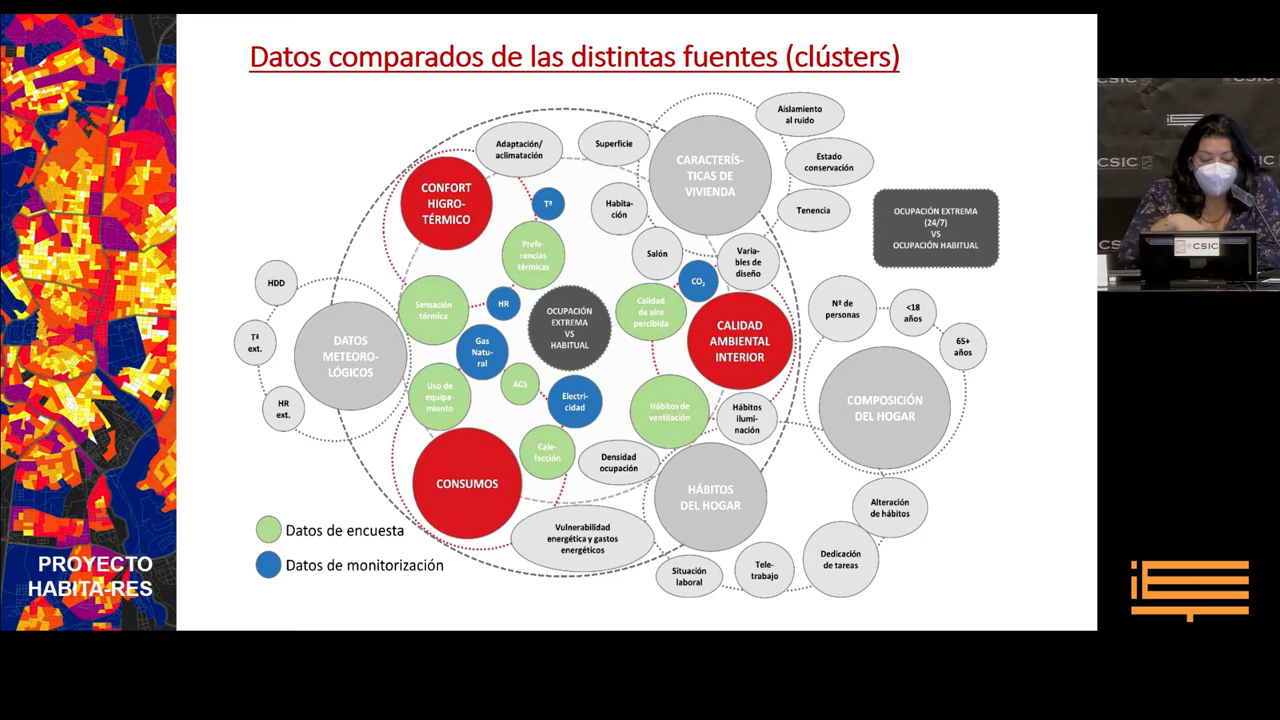 Datos comparados de las distintas fuentes (clústers)
Adaptación/
aclimatación
Superficie
CARACTERÍS-
TICAS DE
VIVIENDA
Aislamiento
al ruido
Estado
conservación
Tenencia
CONFORT
HIGRO-
TÉRMICO
Tª
Habita-
ción
Prefe-
rencias
térmicas
Salón
Varia-
bles de
diseño
CO₂
OCUPACIÓN EXTREMA
(24/7)
VS
OCUPACIÓN HABITUAL
HDD
Tª
ext.
HR
ext.
DATOS
METEORO-
LÓGICOS
Sensación
térmica
HR
Gas
Natu-
ral
OCUPACIÓN
EXTREMA
VS
HABITUAL
Calidad
de aire
percibida
CALIDAD
AMBIENTAL
INTERIOR
Nº de
personas
<18
años
65+
años
COMPOSICIÓN
DEL HOGAR
Uso de
equipa-
miento
ACS
Electri-
cidad
Hábitos de
ventilación
Hábitos
ilumi-
nación
CONSUMOS
Cale-
facción
Densidad
ocupación
HÁBITOS
DEL HOGAR
Vulnerabilidad
energética y gastos
energéticos
Situación
laboral
Tele-
trabajo
Dedicación
de tareas
Alteración
de hábitos
Datos de encuesta
Datos de monitorización
PROYECTO
HABITA-RES
CSIC
CSIC
CSIC
CSIC